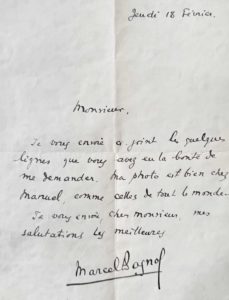 Jeudi 18 Février.
Monsieur,
Je vous envoie ci joint les quelques
lignes que vous avez eu la bonté de
me demander. Ma photo est bien chez
Manuel, comme celles de tout le monde.
Je vous envoie, cher monsieur, mes
salutations les meilleures
Marcel Pagnol